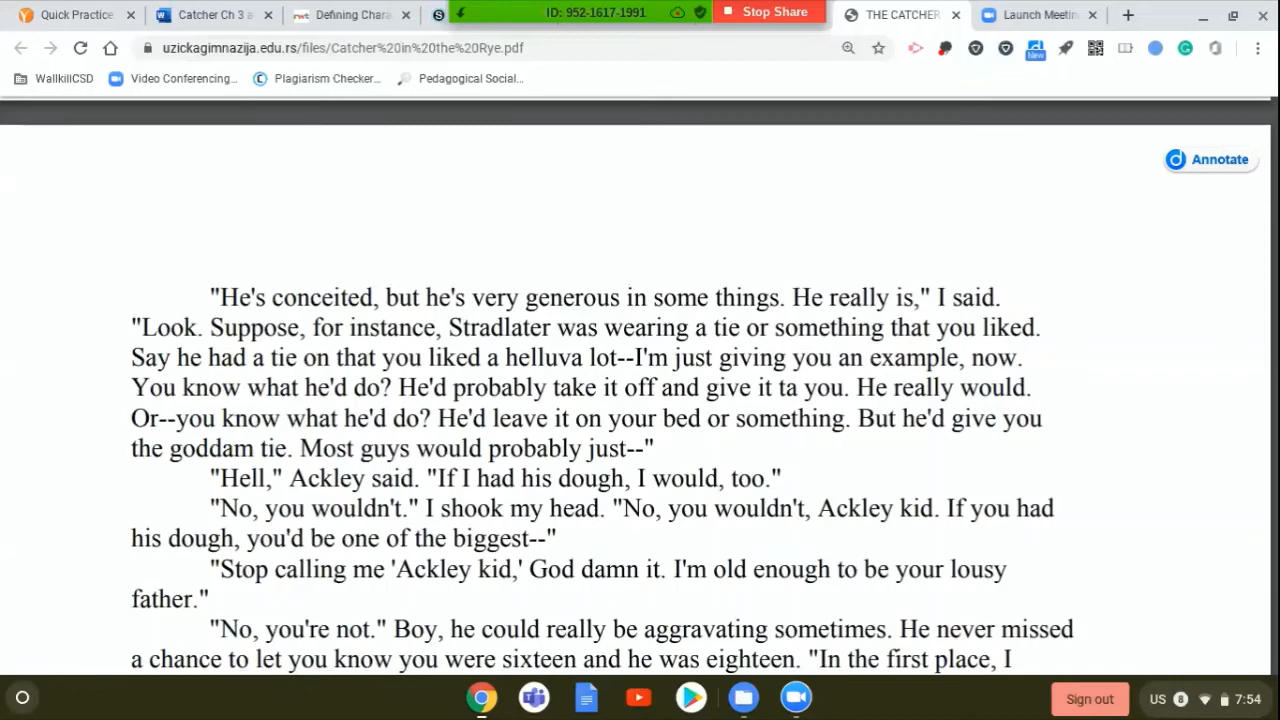 Quick Practice
Catcher Ch 3 a
Defining Chara
ID: 952-1617-1991
Stop Share
THE CATCHER
Launch Meetin
uzickagimnazija.edu.rs/files/Catcher%20in%20the%20Rye.pdf
New
WallkillCSD
Video Conferencing...
Plagiarism Checker...
Pedagogical Social...
Annotate
"He's conceited, but he's very generous in some things. He really is," I said.
"Look. Suppose, for instance, Stradlater was wearing a tie or something that you liked.
Say he had a tie on that you liked a helluva lot--I'm just giving you an example, now.
You know what he'd do? He'd probably take it off and give it ta you. He really would.
Or--you know what he'd do? He'd leave it on your bed or something. But he'd give you
the goddam tie. Most guys would probably just--"
"Hell," Ackley said. "If I had his dough, I would, too."
"No, you wouldn't." I shook my head. "No, you wouldn't, Ackley kid. If you had
his dough, you'd be one of the biggest--"
"Stop calling me 'Ackley kid,' God damn it. I'm old enough to be your lousy
father."
"No, you're not." Boy, he could really be aggravating sometimes. He never missed
a chance to let you know you were sixteen and he was eighteen. "In the first place, I
Sign out
US
8
7:54